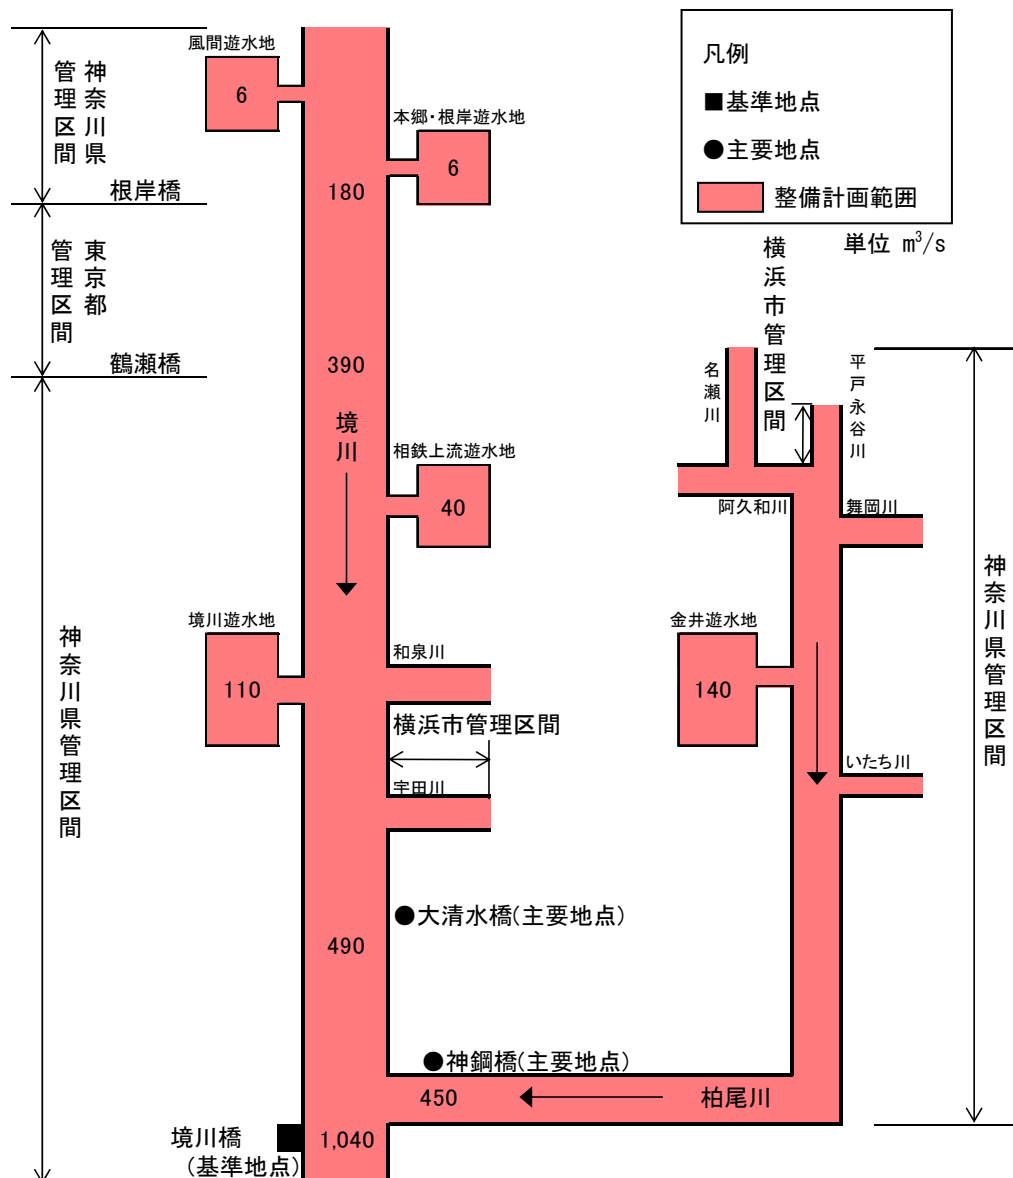 凡例
■基準地点
●主要地点
整備計画範囲
単位 m³/s
神奈川県
管理区間
風間遊水地
6
本郷・根岸遊水地
6
根岸橋
180
東京都
管理区間
鶴瀬橋
390
境川
相鉄上流遊水地
40
境川遊水地
110
和泉川
横浜市管理区間
宇田川
神奈川県管理区間
●大清水橋(主要地点)
490
●神鋼橋(主要地点)
450
柏尾川
境川橋
(基準地点)
1,040
横浜市管理区間
名瀬川
平戸永谷川
阿久和川
舞岡川
金井遊水地
140
いたち川
神奈川県管理区間